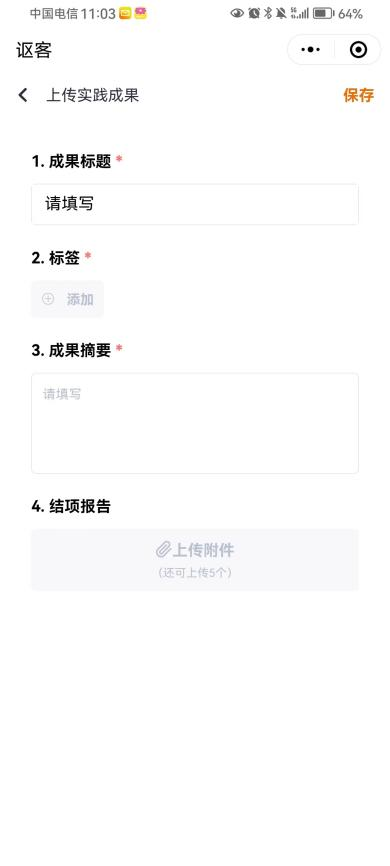 中国电信 11:03 64%
讴客
上传实践成果 保存
1. 成果标题 *
请填写
2. 标签 *
添加
3. 成果摘要 *
请填写
4. 结项报告
上传附件
(还可上传5个)